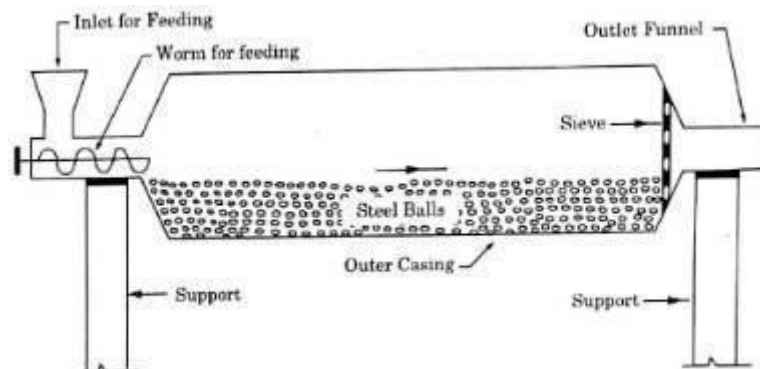 Inlet for Feeding
Worm for feeding
Outlet Funnel
Sieve
Steel Balls
Outer Casing
Support
Support